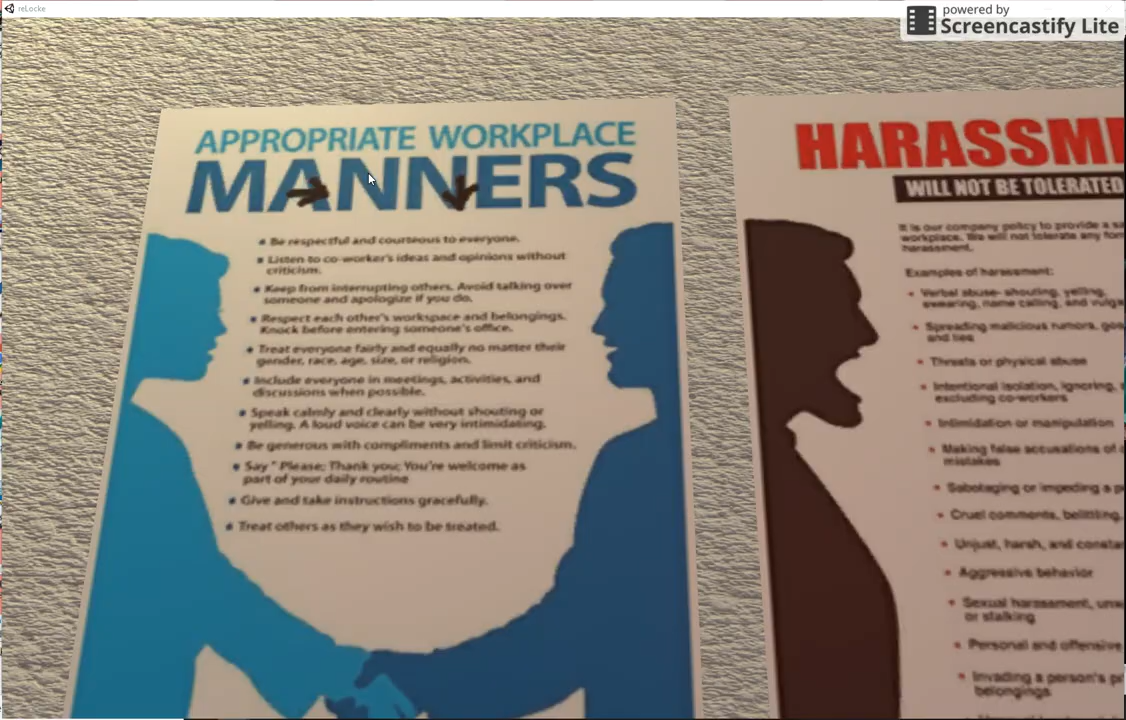 reLocke
powered by
Screencastify Lite
APPROPRIATE WORKPLACE
MANNERS
• Be respectful and courteous to everyone.
• Listen to co-worker's ideas and opinions without
criticism.
• Keep from interrupting others. Avoid talking over
someone and apologize if you do.
• Respect each other's workspace and belongings.
Knock before entering someone's office.
• Treat everyone fairly and equally no matter their
gender, race, age, size, or religion.
• Include everyone in meetings, activities, and
discussions when possible.
• Speak calmly and clearly without shouting or
yelling. A loud voice can be very intimidating.
• Be generous with compliments and limit criticism.
• Say " Please; Thank you; You're welcome as
part of your daily routine
• Give and take instructions gracefully.
• Treat others as they wish to be treated.
HARASSM
WILL NOT BE TOLERATED
It is our company policy to provide a
workplace. We will not tolerate any
harassment.
Examples of harassment:
• Verbal abuse- shouting, yelling,
swearing, name calling, and
• Spreading malicious rumors,
and lies
• Threats or physical abuse
• Intentional isolation, ignoring,
excluding co-workers
• Intimidation or manipulation
• Making false accusations of
mistakes
• Sabotaging or impeding a
• Cruel comments, belittling,
• Unjust, harsh, and
• Aggressive behavior
• Sexual harassment,
or stalking
• Personal and offensive
• Invading a person's
belongings